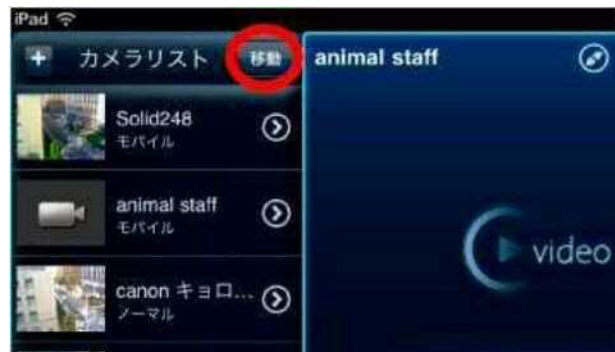 iPad
+ カメラリスト 移動
animal staff
Solid248
モバイル
animal staff
モバイル
canon キョロ...
ノーマル
video